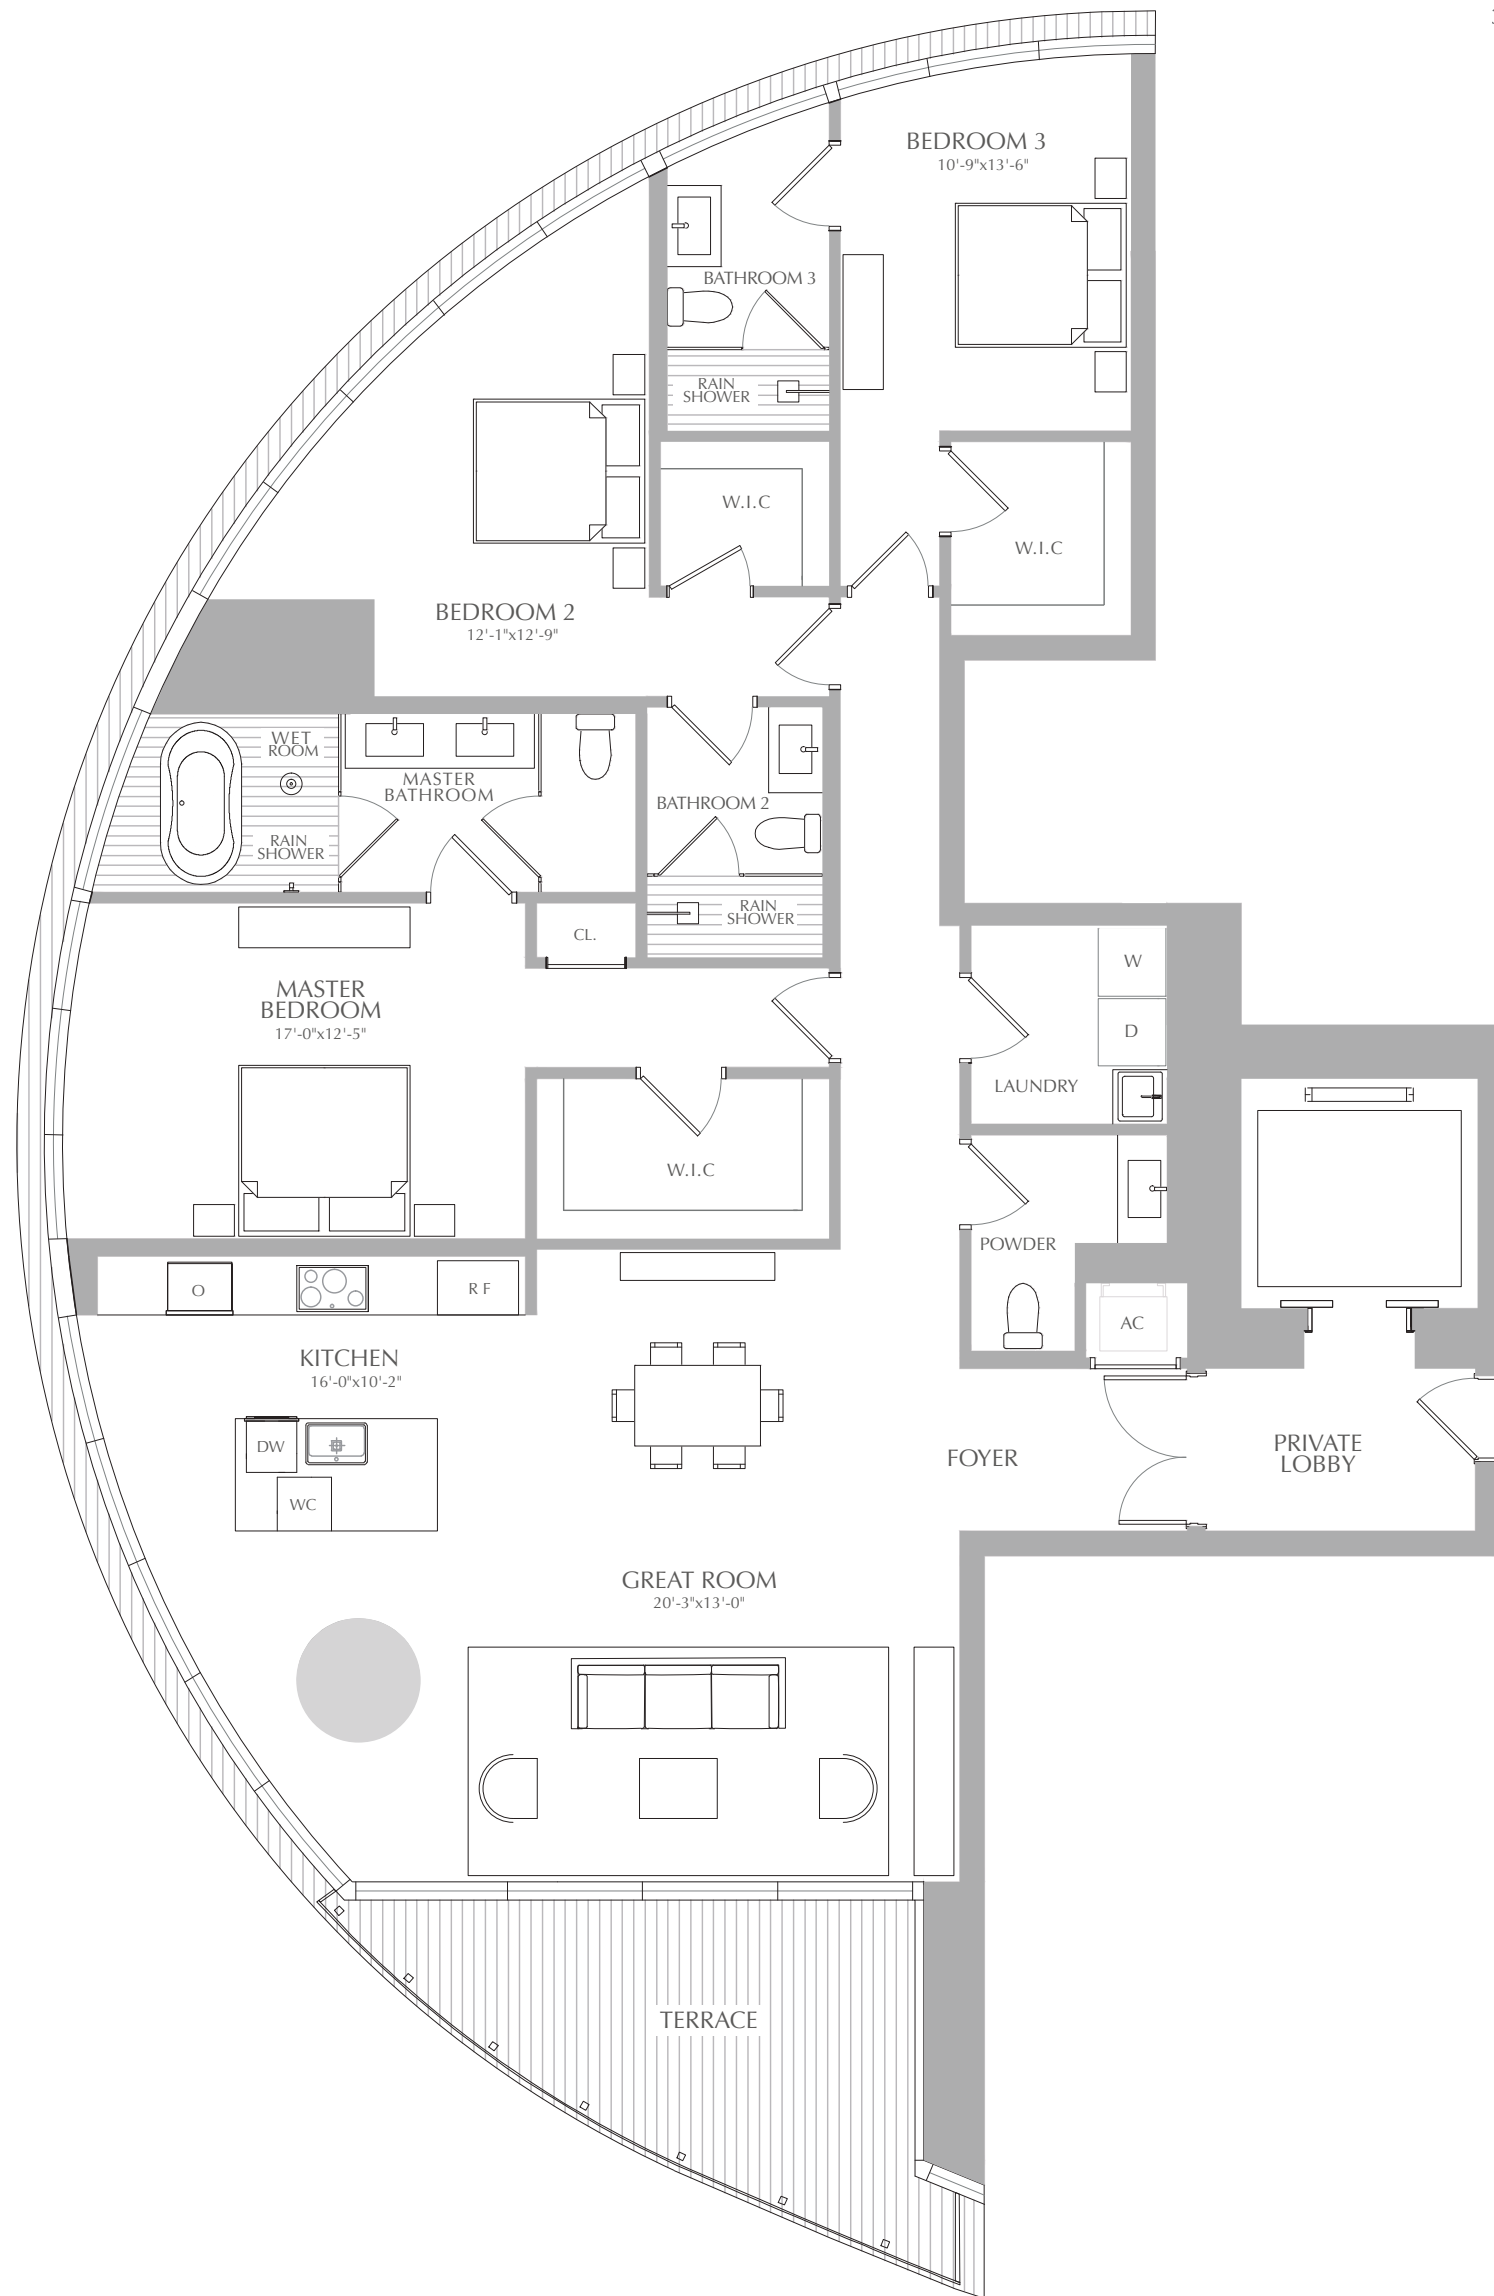 BEDROOM 3
10'-9"x13'-6"
BATHROOM 3
RAIN
SHOWER
W.I.C
W.I.C
BEDROOM 2
12'-1"x12'-9"
WET
ROOM
MASTER
BATHROOM
BATHROOM 2
RAIN
SHOWER
RAIN
SHOWER
CL.
W
MASTER
BEDROOM
17'-0"x12'-5"
D
LAUNDRY
W.I.C
POWDER
O
R F
AC
KITCHEN
16'-0"x10'-2"
DW
WC
FOYER
PRIVATE
LOBBY
GREAT ROOM
20'-3"x13'-0"
TERRACE